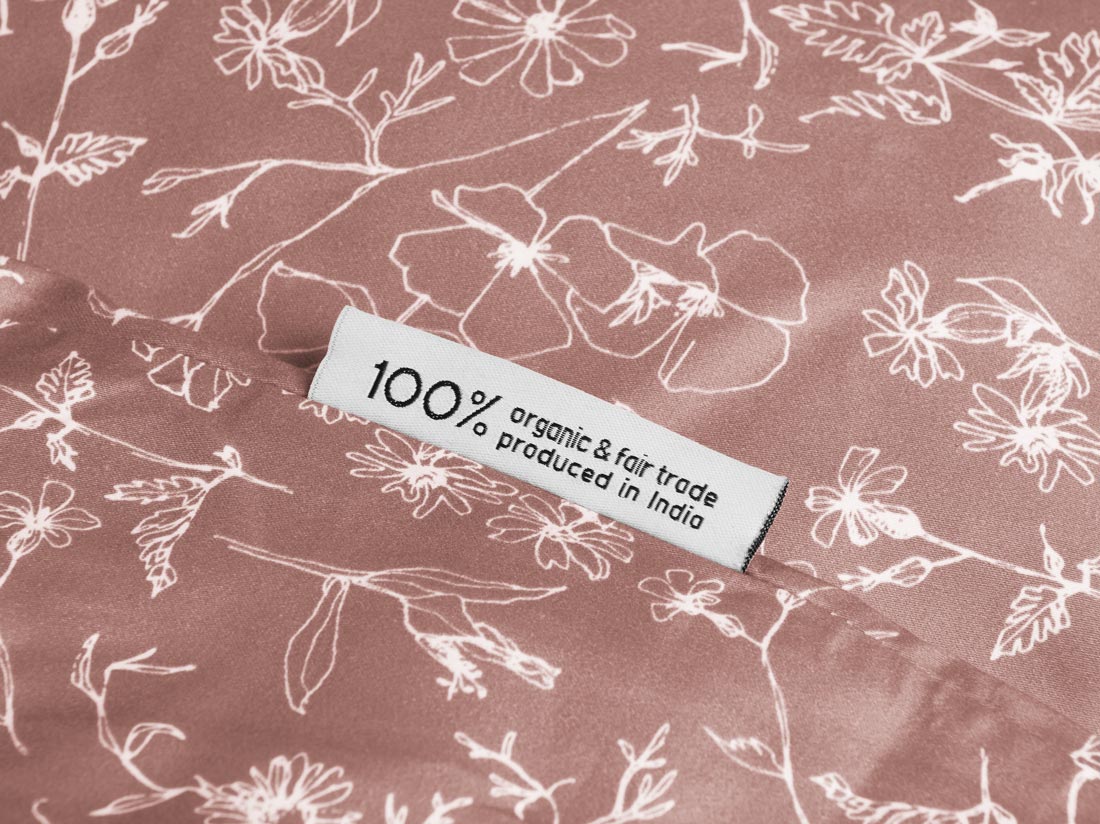 100% organic & fair trade
produced in India